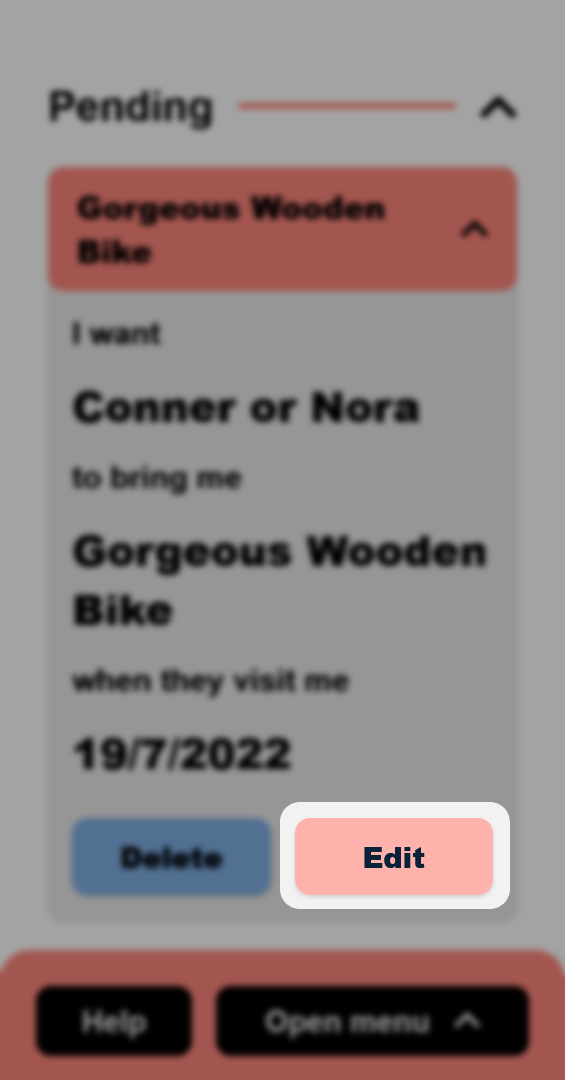 Pending
Gorgeous Wooden
Bike
I want
Conner or Nora
to bring me
Gorgeous Wooden
Bike
when they visit me
19/7/2022
Delete
Edit
Help
Open menu